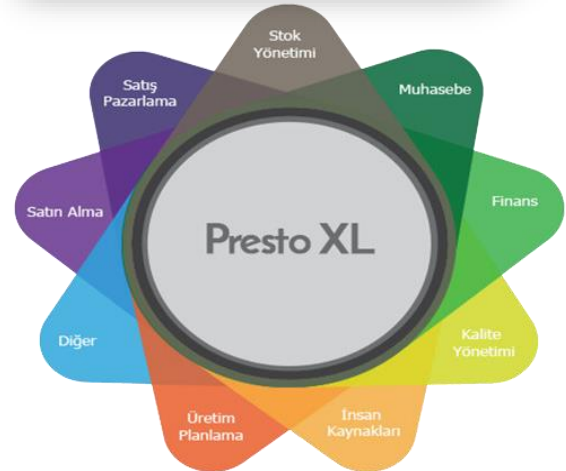 Stok
Yönetimi
Muhasebe
Finans
Kalite
Yönetimi
İnsan
Kaynakları
Üretim
Planlama
Diğer
Satın Alma
Satış
Pazarlama
Presto XL